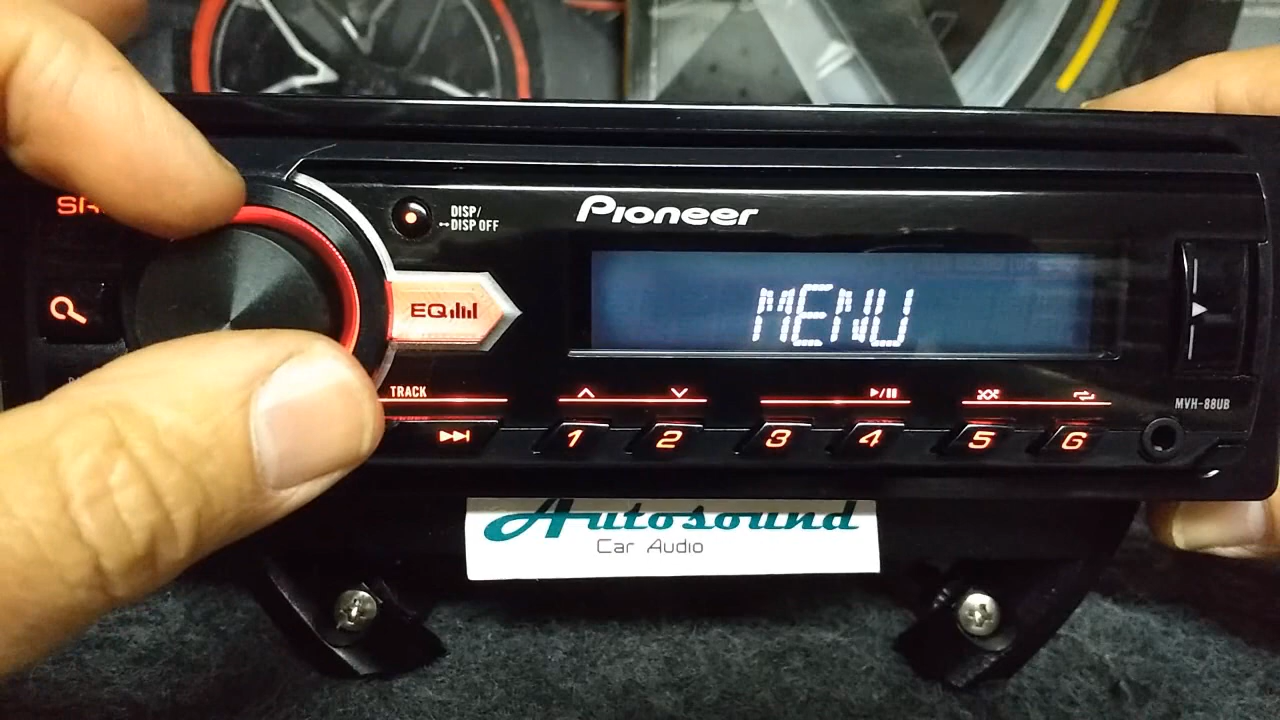 Pioneer
DISP/
DISP OFF
EQ
MENU
TRACK
MVH-88UB
1 2 3 4 5 6
Autosound
Car Audio